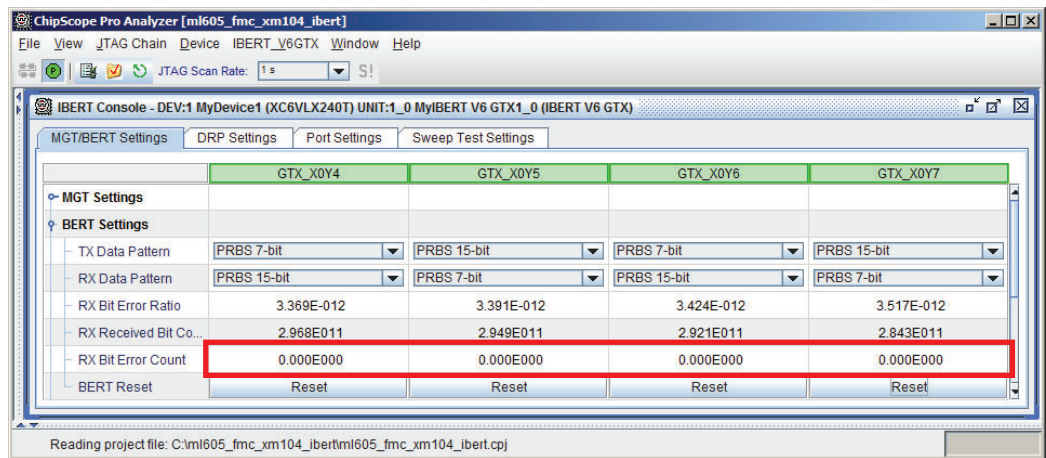 ChipScope Pro Analyzer [ml605_fmc_xm104_ibert]
File View JTAG Chain Device IBERT_V6GTX Window Help
JTAG Scan Rate: 1 s S!
IBERT Console - DEV:1 MyDevice1 (XC6VLX240T) UNIT:1_0 MyIBERT V6 GTX1_0 (IBERT V6 GTX)
MGT/BERT Settings DRP Settings Port Settings Sweep Test Settings
GTX_X0Y4 GTX_X0Y5 GTX_X0Y6 GTX_X0Y7
MGT Settings
BERT Settings
TX Data Pattern PRBS 7-bit PRBS 15-bit PRBS 7-bit PRBS 15-bit
RX Data Pattern PRBS 15-bit PRBS 7-bit PRBS 15-bit PRBS 7-bit
RX Bit Error Ratio 3.369E-012 3.391E-012 3.424E-012 3.517E-012
RX Received Bit Co... 2.968E011 2.949E011 2.921E011 2.843E011
RX Bit Error Count 0.000E000 0.000E000 0.000E000 0.000E000
BERT Reset Reset Reset Reset Reset
Reading project file: C:\ml605_fmc_xm104_ibert\ml605_fmc_xm104_ibert.cpj